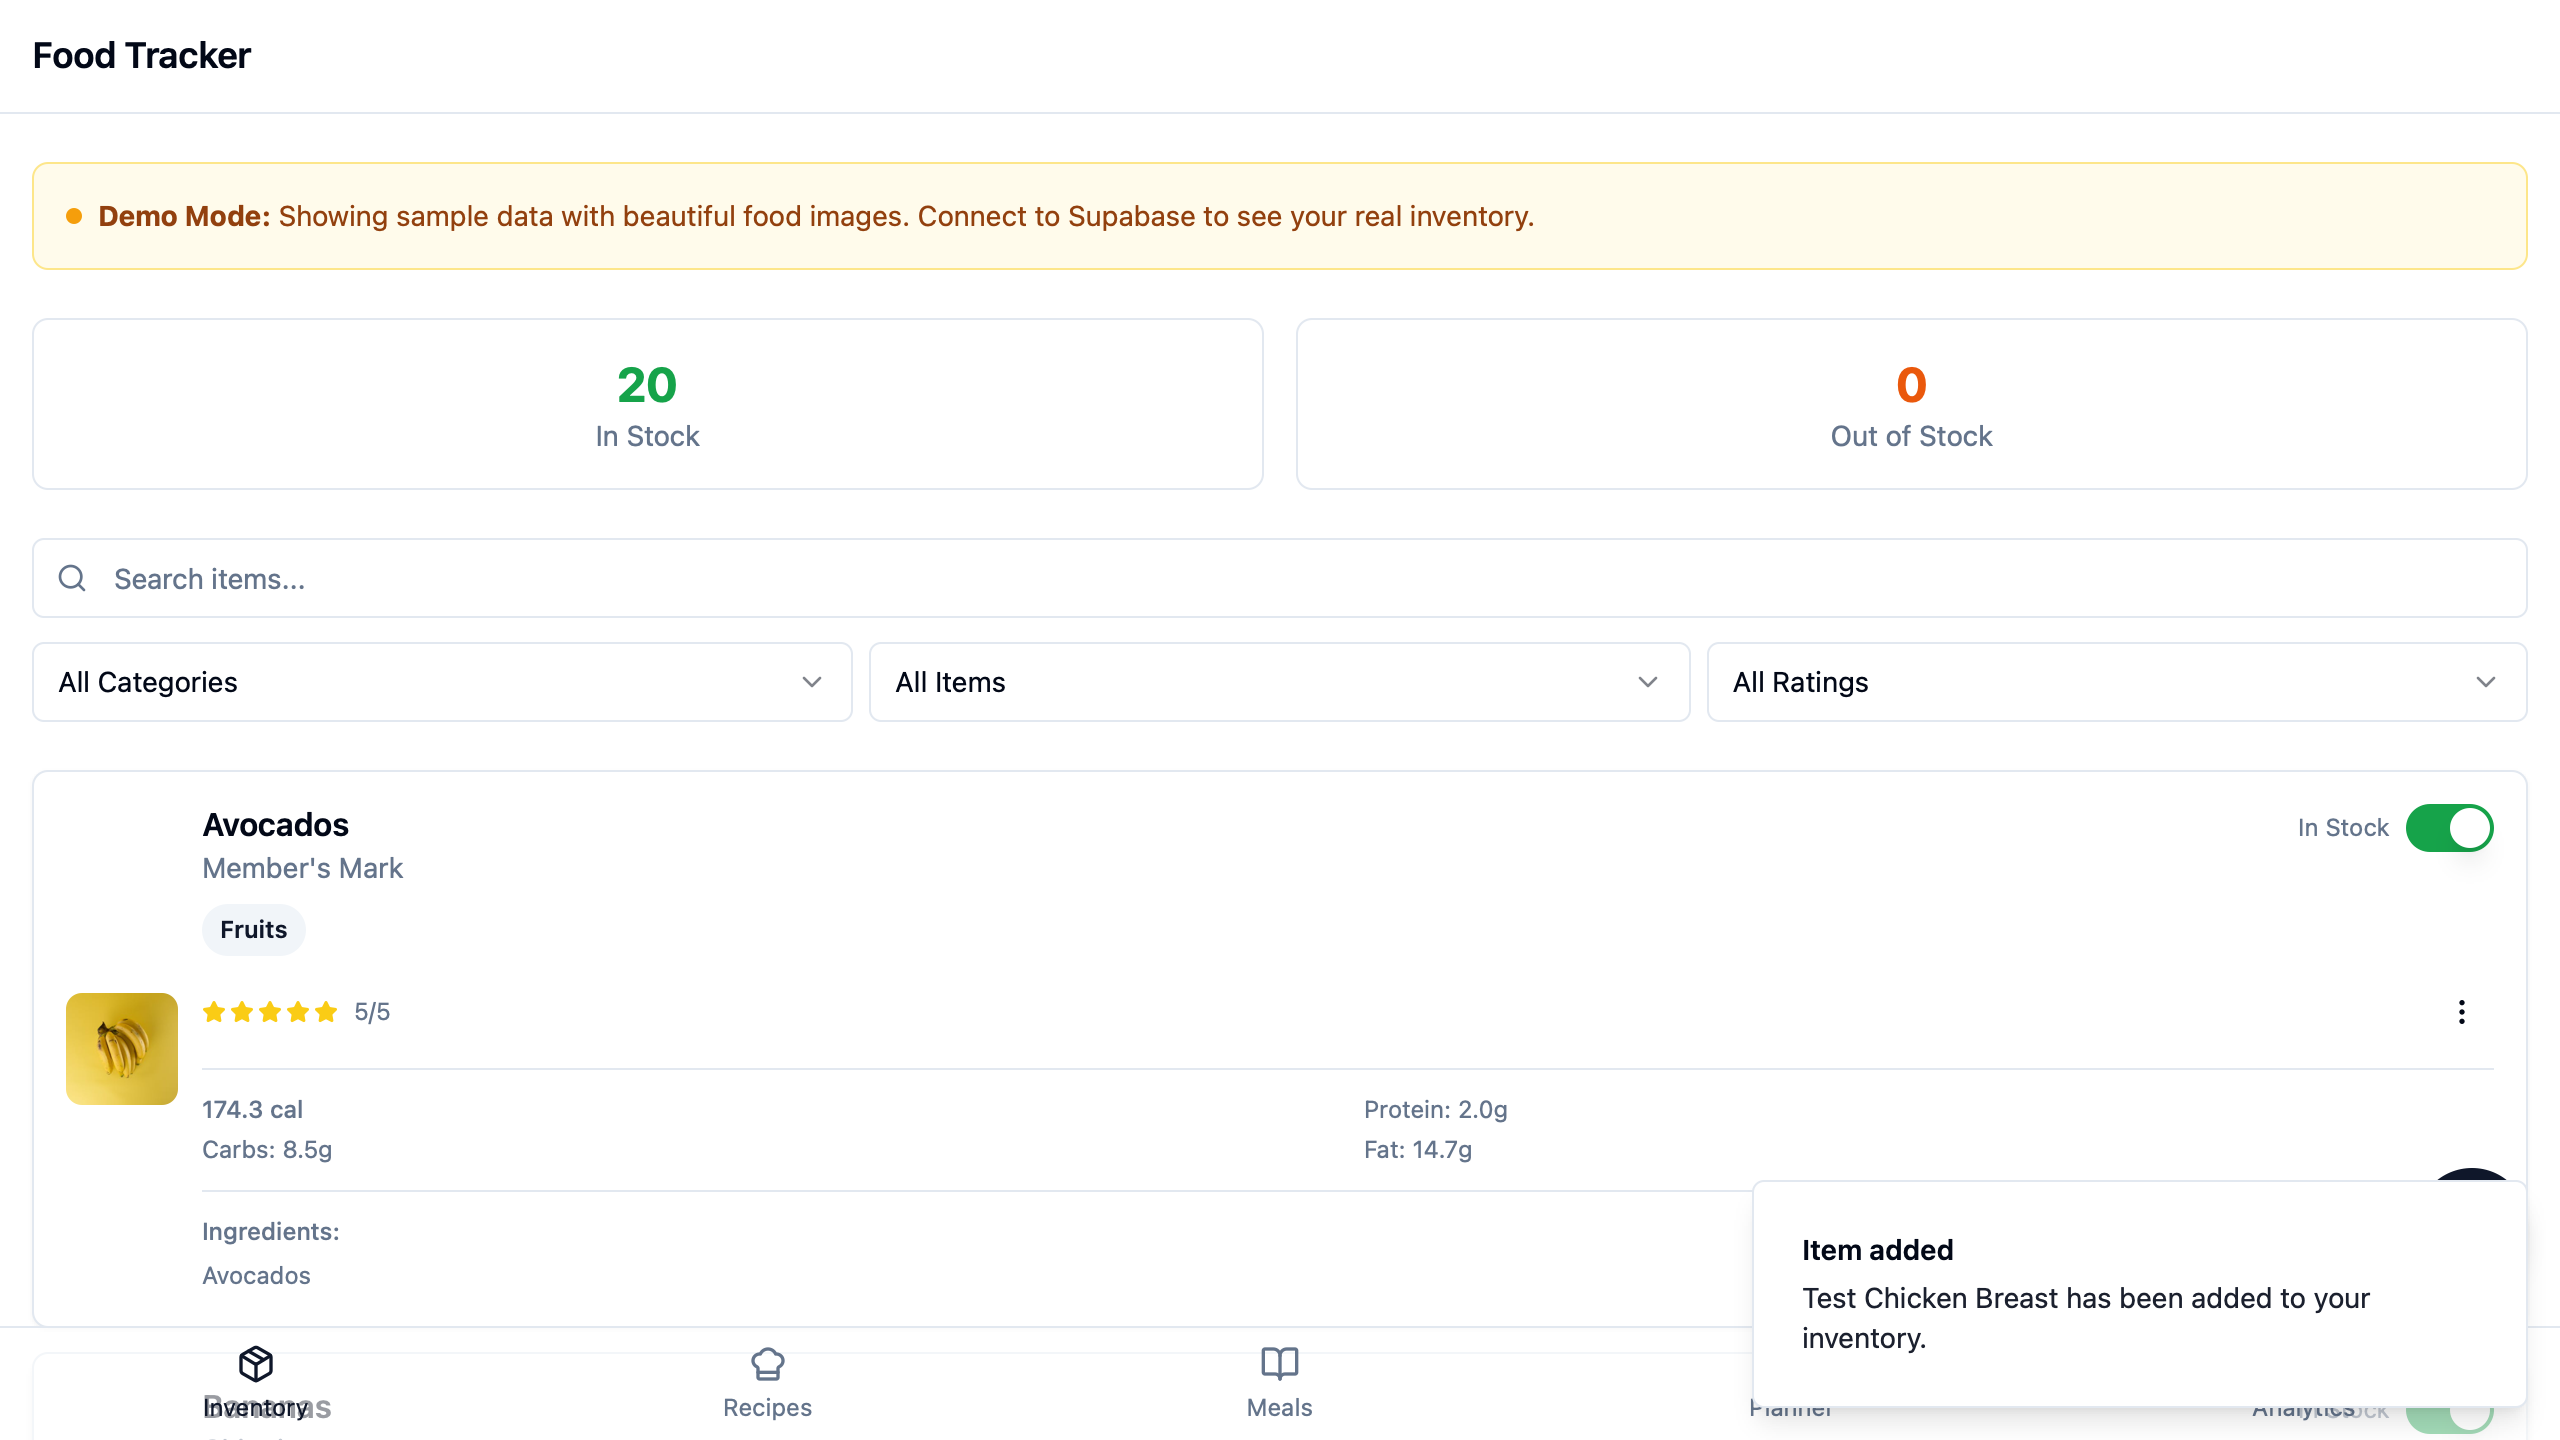 Food Tracker
Demo Mode: Showing sample data with beautiful food images. Connect to Supabase to see your real inventory.
20
In Stock
0
Out of Stock
Search items...
All Categories
All Items
All Ratings
Avocados
In Stock
Member's Mark
Fruits
5/5
174.3 cal
Protein: 2.0g
Carbs: 8.5g
Fat: 14.7g
Ingredients:
Avocados
Item added
Test Chicken Breast has been added to your
inventory.
Bananas
Inventory
Recipes
Meals
Planner
Analytics
In Stock